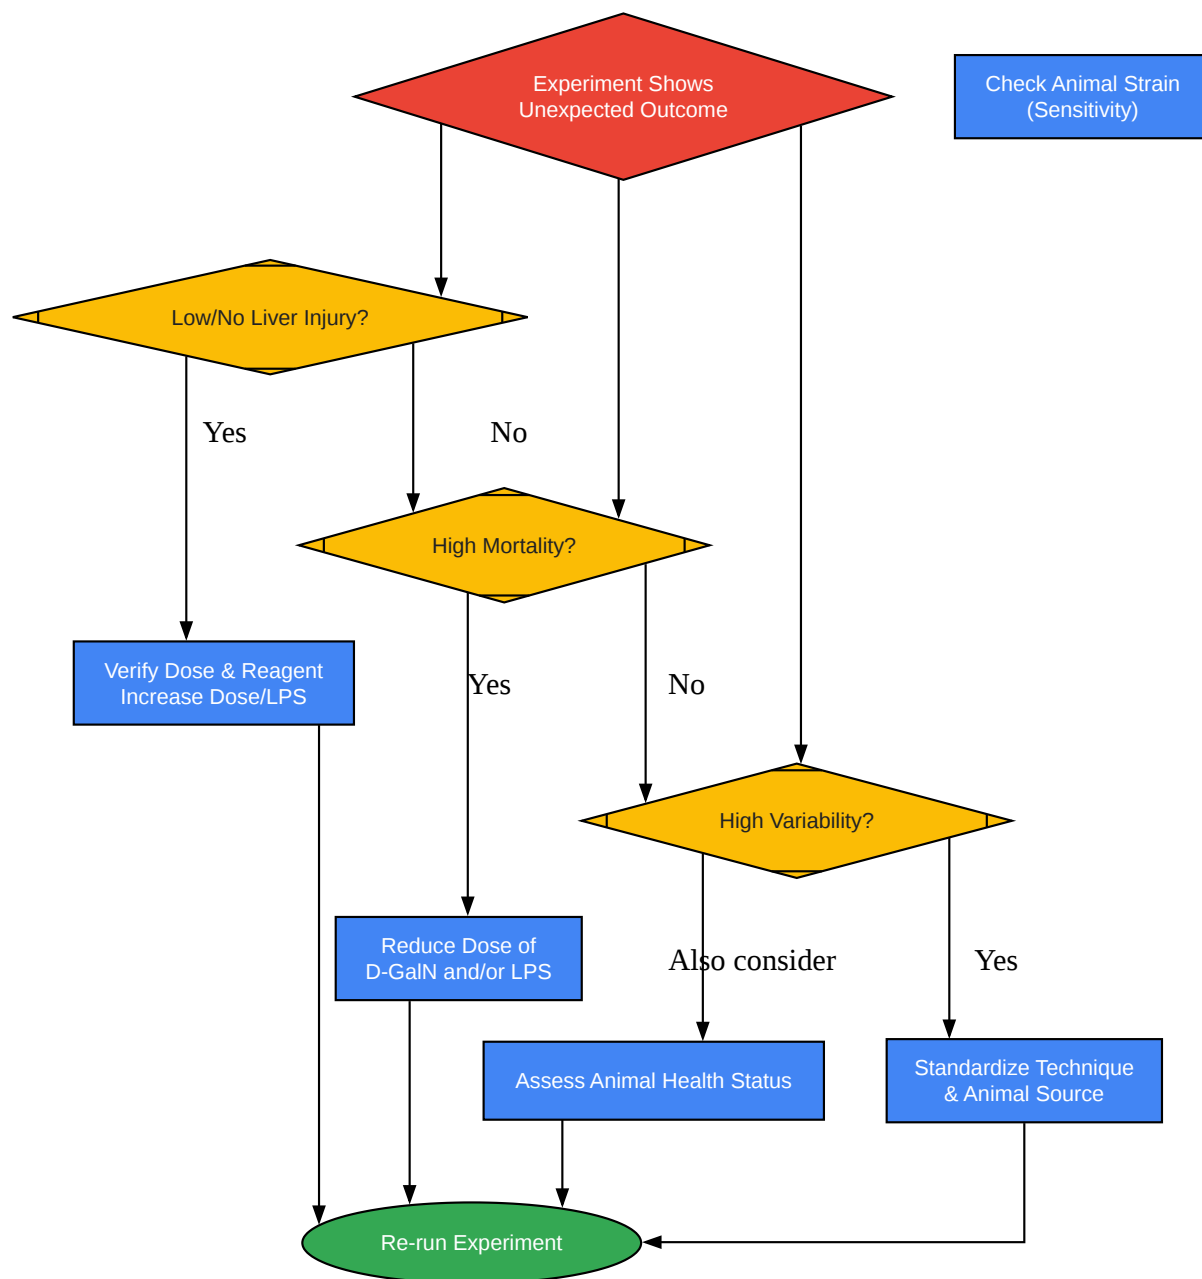 Experiment Shows
Unexpected Outcome
Check Animal Strain
(Sensitivity)
Low/No Liver Injury?
Yes
No
High Mortality?
Verify Dose & Reagent
Increase Dose/LPS
Yes
No
High Variability?
Reduce Dose of
D-GalN and/or LPS
Also consider
Yes
Assess Animal Health Status
Standardize Technique
& Animal Source
Re-run Experiment